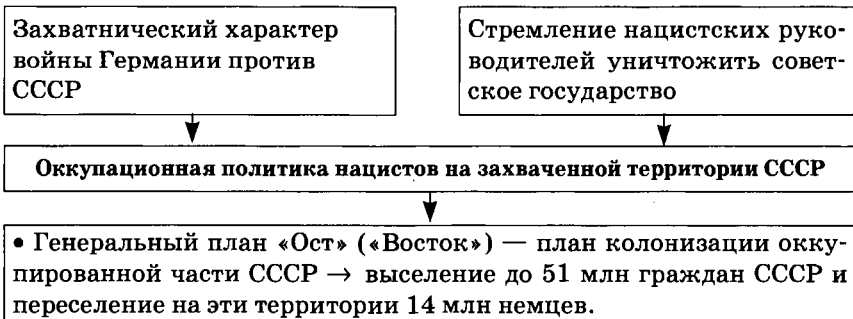 Захватнический характер
войны Германии против
СССР
Стремление нацистских руко-
водителей уничтожить совет-
ское государство
Оккупационная политика нацистов на захваченной территории СССР
• Генеральный план «Ост» («Восток») — план колонизации окку-
пированной части СССР → выселение до 51 млн граждан СССР и
переселение на эти территории 14 млн немцев.